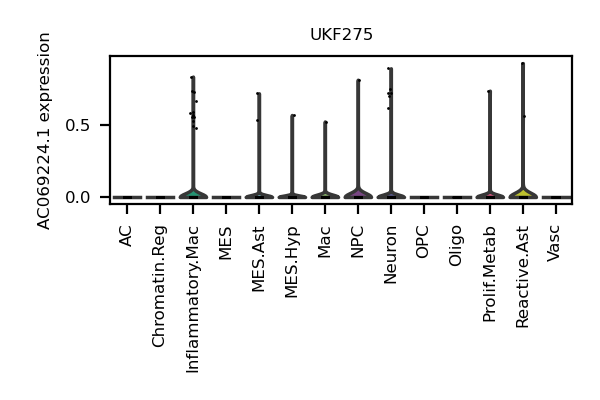 UKF275
AC069224.1 expression
0.5
0.0
AC
Chromatin.Reg
Inflammatory.Mac
MES
MES.Ast
MES.Hyp
Mac
NPC
Neuron
OPC
Oligo
Prolif.Metab
Reactive.Ast
Vasc